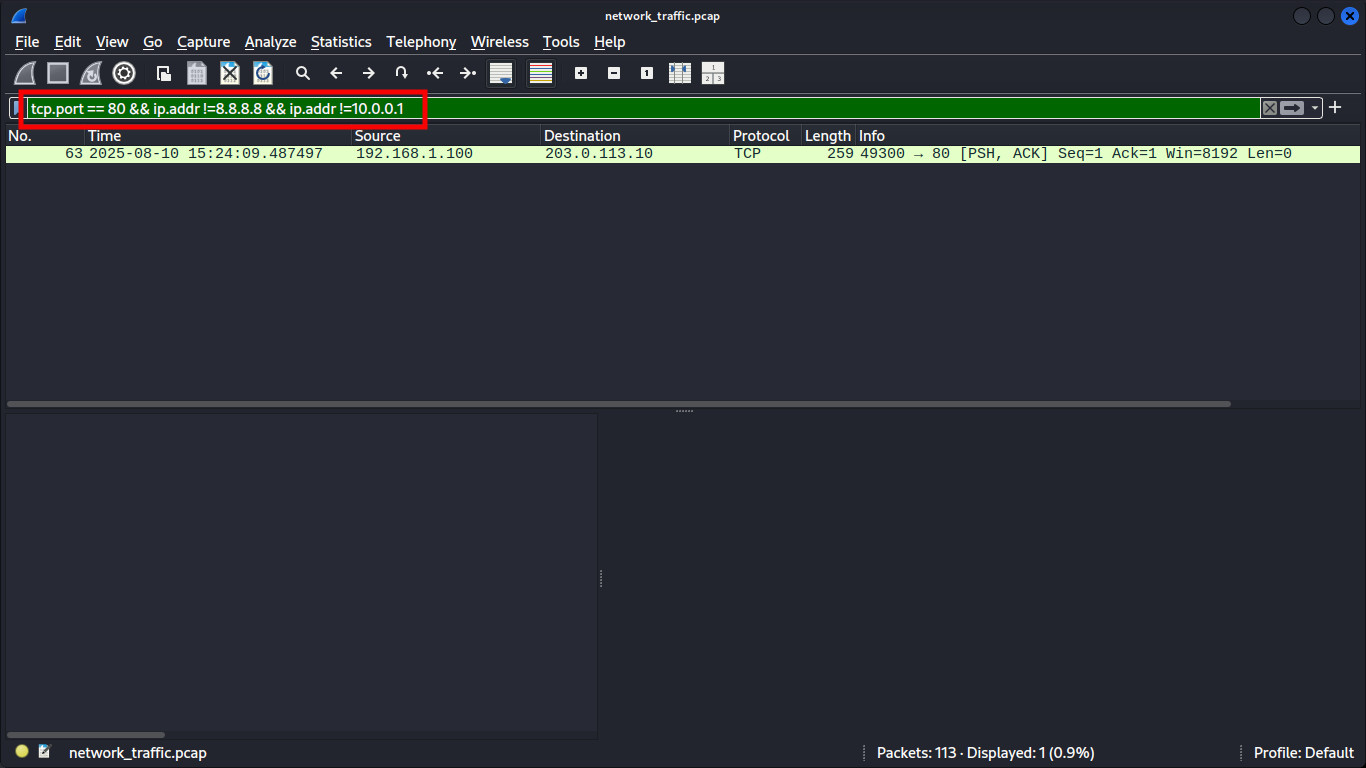 network_traffic.pcap
File Edit View Go Capture Analyze Statistics Telephony Wireless Tools Help
tcp.port == 80 && ip.addr !=8.8.8.8 && ip.addr !=10.0.0.1
No. Time Source Destination Protocol Length Info
63 2025-08-10 15:24:09.487497 192.168.1.100 203.0.113.10 TCP 259 49300 → 80 [PSH, ACK] Seq=1 Ack=1 Win=8192 Len=0
network_traffic.pcap Packets: 113 · Displayed: 1 (0.9%) Profile: Default